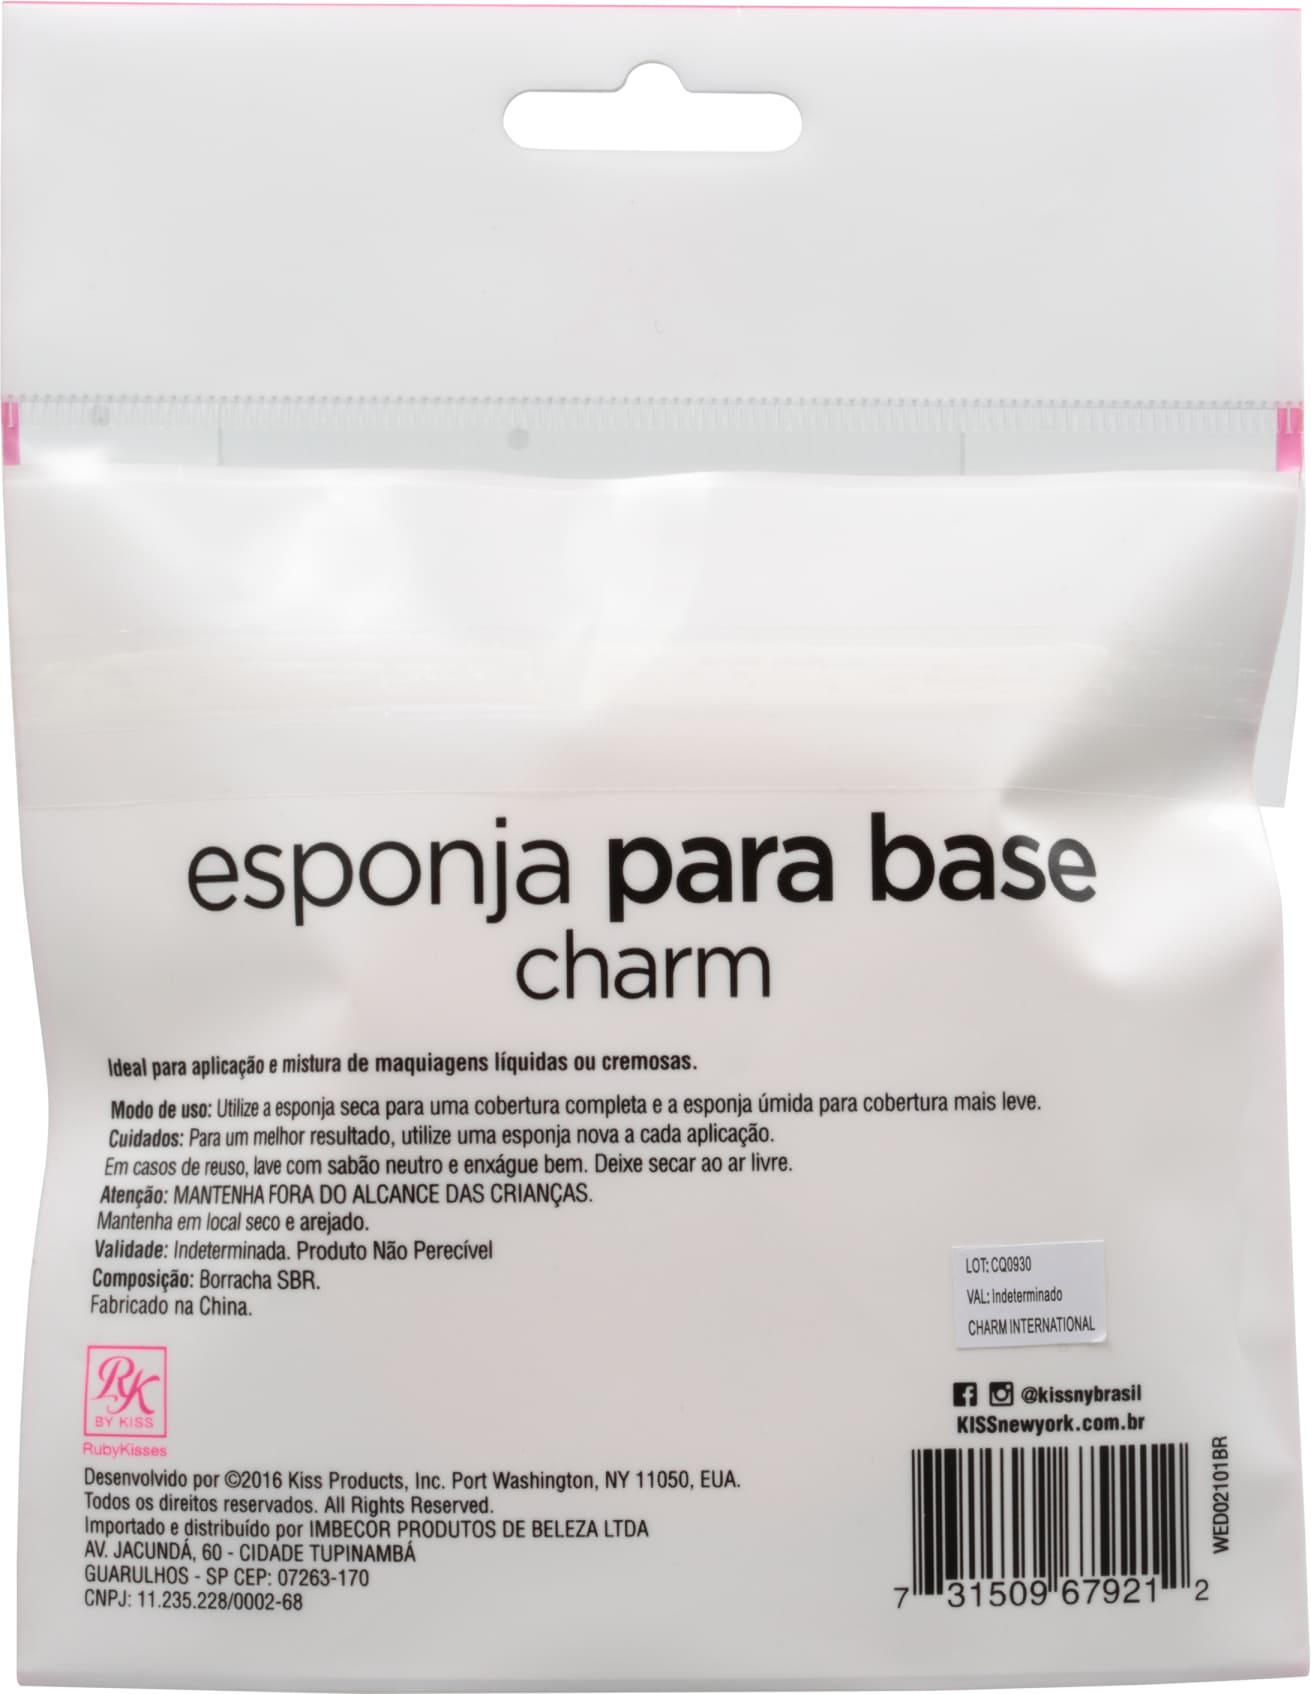 esponja para base
charm
Ideal para aplicação e mistura de maquiagens líquidas ou cremosas.
Modo de uso: Utilize a esponja seca para uma cobertura completa e a esponja úmida para cobertura mais leve.
Cuidados: Para um melhor resultado, utilize uma esponja nova a cada aplicação.
Em casos de reuso, lave com sabão neutro e enxágue bem. Deixe secar ao ar livre.
Atenção: MANTENHA FORA DO ALCANCE DAS CRIANÇAS.
Mantenha em local seco e arejado.
Validade: Indeterminada. Produto Não Perecível
Composição: Borracha SBR.
Fabricado na China.
LOT: CQ0930
VAL: Indeterminado
CHARM INTERNATIONAL
RK
BY KISS
RubyKisses
@kissnybrasil
KISSnewyork.com.br
Desenvolvido por ©2016 Kiss Products, Inc. Port Washington, NY 11050, EUA.
Todos os direitos reservados. All Rights Reserved.
Importado e distribuído por IMBECOR PRODUTOS DE BELEZA LTDA
AV. JACUNDÁ, 60 - CIDADE TUPINAMBÁ
GUARULHOS - SP CEP: 07263-170
CNPJ: 11.235.228/0002-68
WED02101BR
7 31509 67921 2